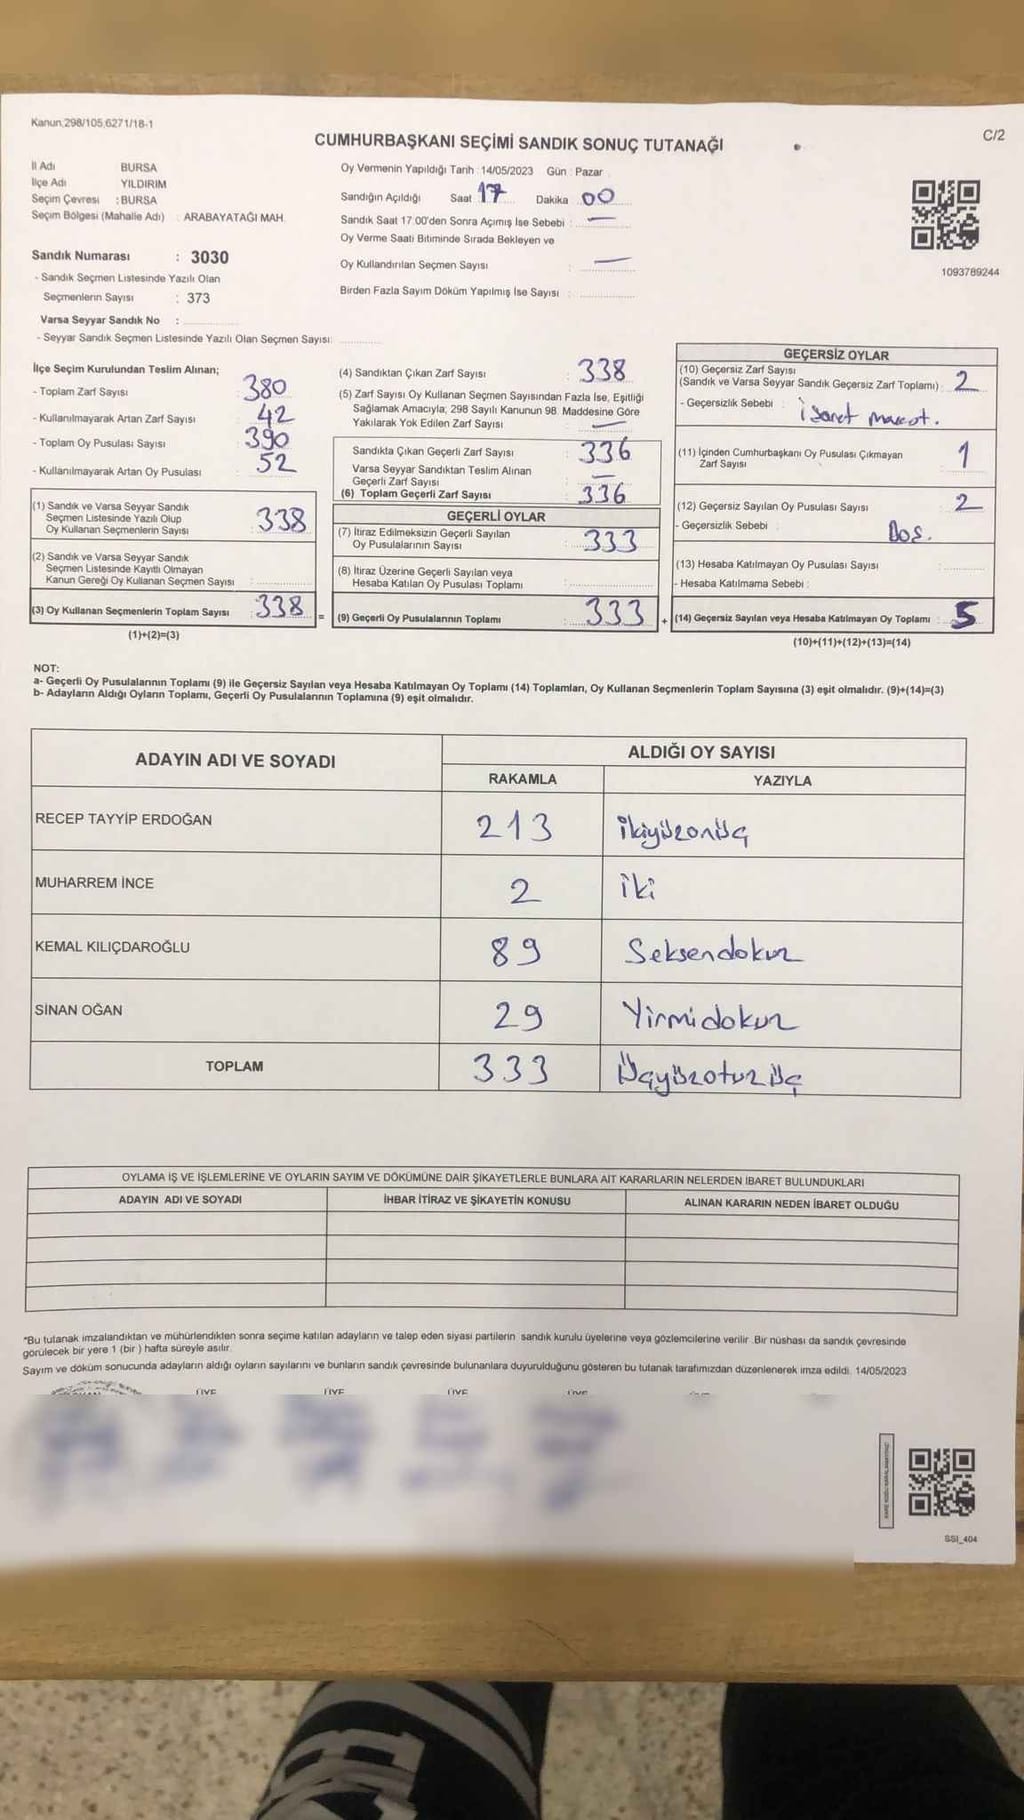 Kanun,298/105,6271/18-1
C/2
CUMHURBAŞKANI SEÇİMİ SANDIK SONUÇ TUTANAĞI
İl Adı BURSA
İlçe Adı YILDIRIM
Seçim Çevresi : BURSA
Seçim Bölgesi (Mahalle Adı) : ARABAYATAĞI MAH.
Sandık Numarası : 3030
- Sandık Seçmen Listesinde Yazılı Olan
Seçmenlerin Sayısı : 373
Varsa Seyyar Sandık No :
- Seyyar Sandık Seçmen Listesinde Yazılı Olan Seçmen Sayısı:
Oy Vermenin Yapıldığı Tarih : 14/05/2023 Gün : Pazar
Sandığın Açıldığı Saat 17 Dakika 00
Sandık Saat 17:00'den Sonra Açımış İse Sebebi : —
Oy Verme Saati Bitiminde Sırada Bekleyen ve
Oy Kullandırılan Seçmen Sayısı : —
Birden Fazla Sayım Döküm Yapılmış İse Sayısı :
1093789244
İlçe Seçim Kurulundan Teslim Alınan;
- Toplam Zarf Sayısı 380
- Kullanılmayarak Artan Zarf Sayısı 42
- Toplam Oy Pusulası Sayısı 390
- Kullanılmayarak Artan Oy Pusulası 52
(1) Sandık ve Varsa Seyyar Sandık
Seçmen Listesinde Yazılı Olup
Oy Kullanan Seçmenlerin Sayısı : 338
(2) Sandık ve Varsa Seyyar Sandık
Seçmen Listesinde Kayıtlı Olmayan
Kanun Gereği Oy Kullanan Seçmen Sayısı :
(3) Oy Kullanan Seçmenlerin Toplam Sayısı : 338
(1)+(2)=(3)
(4) Sandıktan Çıkan Zarf Sayısı : 338
(5) Zarf Sayısı Oy Kullanan Seçmen Sayısından Fazla İse, Eşitliği
Sağlamak Amacıyla; 298 Sayılı Kanunun 98. Maddesine Göre
Yakılarak Yok Edilen Zarf Sayısı : —
Sandıkta Çıkan Geçerli Zarf Sayısı : 336
Varsa Seyyar Sandıktan Teslim Alınan
Geçerli Zarf Sayısı : —
(6) Toplam Geçerli Zarf Sayısı : 336
GEÇERLİ OYLAR
(7) İtiraz Edilmeksizin Geçerli Sayılan
Oy Pusulalarının Sayısı : 333
(8) İtiraz Üzerine Geçerli Sayılan veya
Hesaba Katılan Oy Pusulası Toplamı :
= (9) Geçerli Oy Pusulalarının Toplamı : 333
GEÇERSİZ OYLAR
(10) Geçersiz Zarf Sayısı
(Sandık ve Varsa Seyyar Sandık Geçersiz Zarf Toplamı) : 2
- Geçersizlik Sebebi : işaret mevcut.
(11) İçinden Cumhurbaşkanı Oy Pusulası Çıkmayan
Zarf Sayısı : 1
(12) Geçersiz Sayılan Oy Pusulası Sayısı : 2
- Geçersizlik Sebebi : Boş.
(13) Hesaba Katılmayan Oy Pusulası Sayısı :
- Hesaba Katılmama Sebebi :
+ (14) Geçersiz Sayılan veya Hesaba Katılmayan Oy Toplamı : 5
(10)+(11)+(12)+(13)=(14)
NOT:
a- Geçerli Oy Pusulalarının Toplamı (9) ile Geçersiz Sayılan veya Hesaba Katılmayan Oy Toplamı (14) Toplamları, Oy Kullanan Seçmenlerin Toplam Sayısına (3) eşit olmalıdır. (9)+(14)=(3)
b- Adayların Aldığı Oyların Toplamı, Geçerli Oy Pusulalarının Toplamına (9) eşit olmalıdır.
ADAYIN ADI VE SOYADI
ALDIĞI OY SAYISI
RAKAMLA YAZIYLA
RECEP TAYYİP ERDOĞAN 213 ikiyüzonüç
MUHARREM İNCE 2 iki
KEMAL KILIÇDAROĞLU 89 Seksendokuz
SİNAN OĞAN 29 Yirmidokuz
TOPLAM 333 Üçyüzotuzüç
OYLAMA İŞ VE İŞLEMLERİNE VE OYLARIN SAYIM VE DÖKÜMÜNE DAİR ŞİKAYETLERLE BUNLARA AİT KARARLARIN NELERDEN İBARET BULUNDUKLARI
ADAYIN ADI VE SOYADI İHBAR İTİRAZ VE ŞİKAYETİN KONUSU ALINAN KARARIN NEDEN İBARET OLDUĞU
*Bu tutanak imzalandıktan ve mühürlendikten sonra seçime katılan adayların ve talep eden siyasi partilerin sandık kurulu üyelerine veya gözlemcilerine verilir. Bir nüshası da sandık çevresinde
görülecek bir yere 1 (bir ) hafta süreyle asılır.
Sayım ve döküm sonucunda adayların aldığı oyların sayılarını ve bunların sandık çevresinde bulunanlara duyurulduğunu gösteren bu tutanak tarafımızdan düzenlenerek imza edildi. 14/05/2023
ÜYE ÜYE ÜYE ÜYE
SSI_404